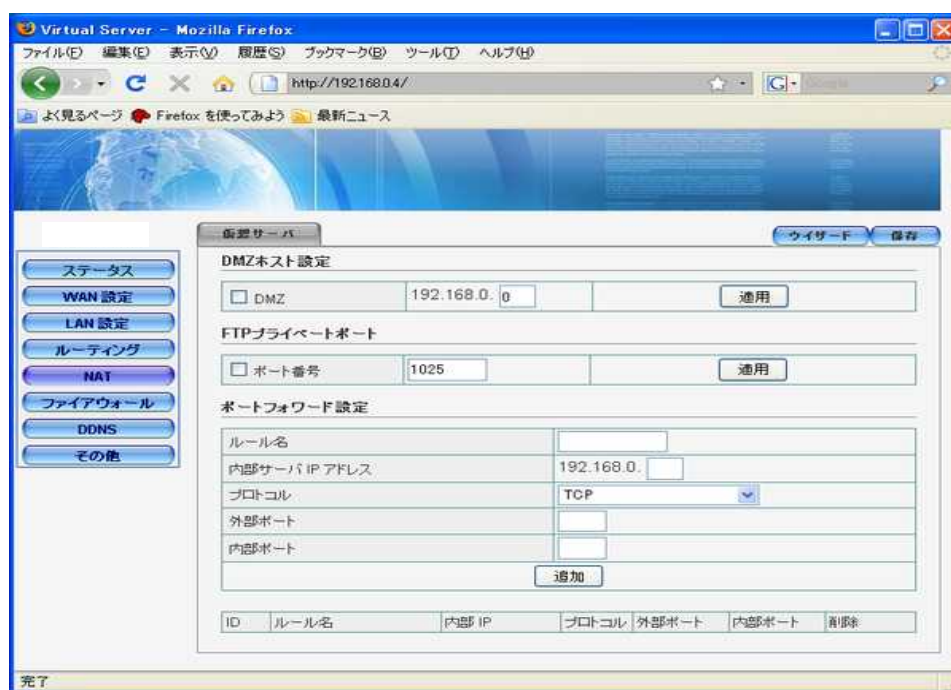 Virtual Server - Mozilla Firefox
ファイル(F) 編集(E) 表示(V) 履歴(S) ブックマーク(B) ツール(T) ヘルプ(H)
http://192.168.0.4/
G
よく見るページ Firefox を使ってみよう 最新ニュース
仮想サーバ
ウイザード 保存
ステータス
WAN 設定
LAN 設定
ルーティング
NAT
ファイアウォール
DDNS
その他
DMZホスト設定
DMZ 192.168.0. 0 適用
FTPプライベートポート
ポート番号 1025 適用
ポートフォワード設定
ルール名
内部サーバ IP アドレス 192.168.0.
プロトコル TCP
外部ポート
内部ポート
追加
ID ルール名 内部 IP プロトコル 外部ポート 内部ポート 削除
完了